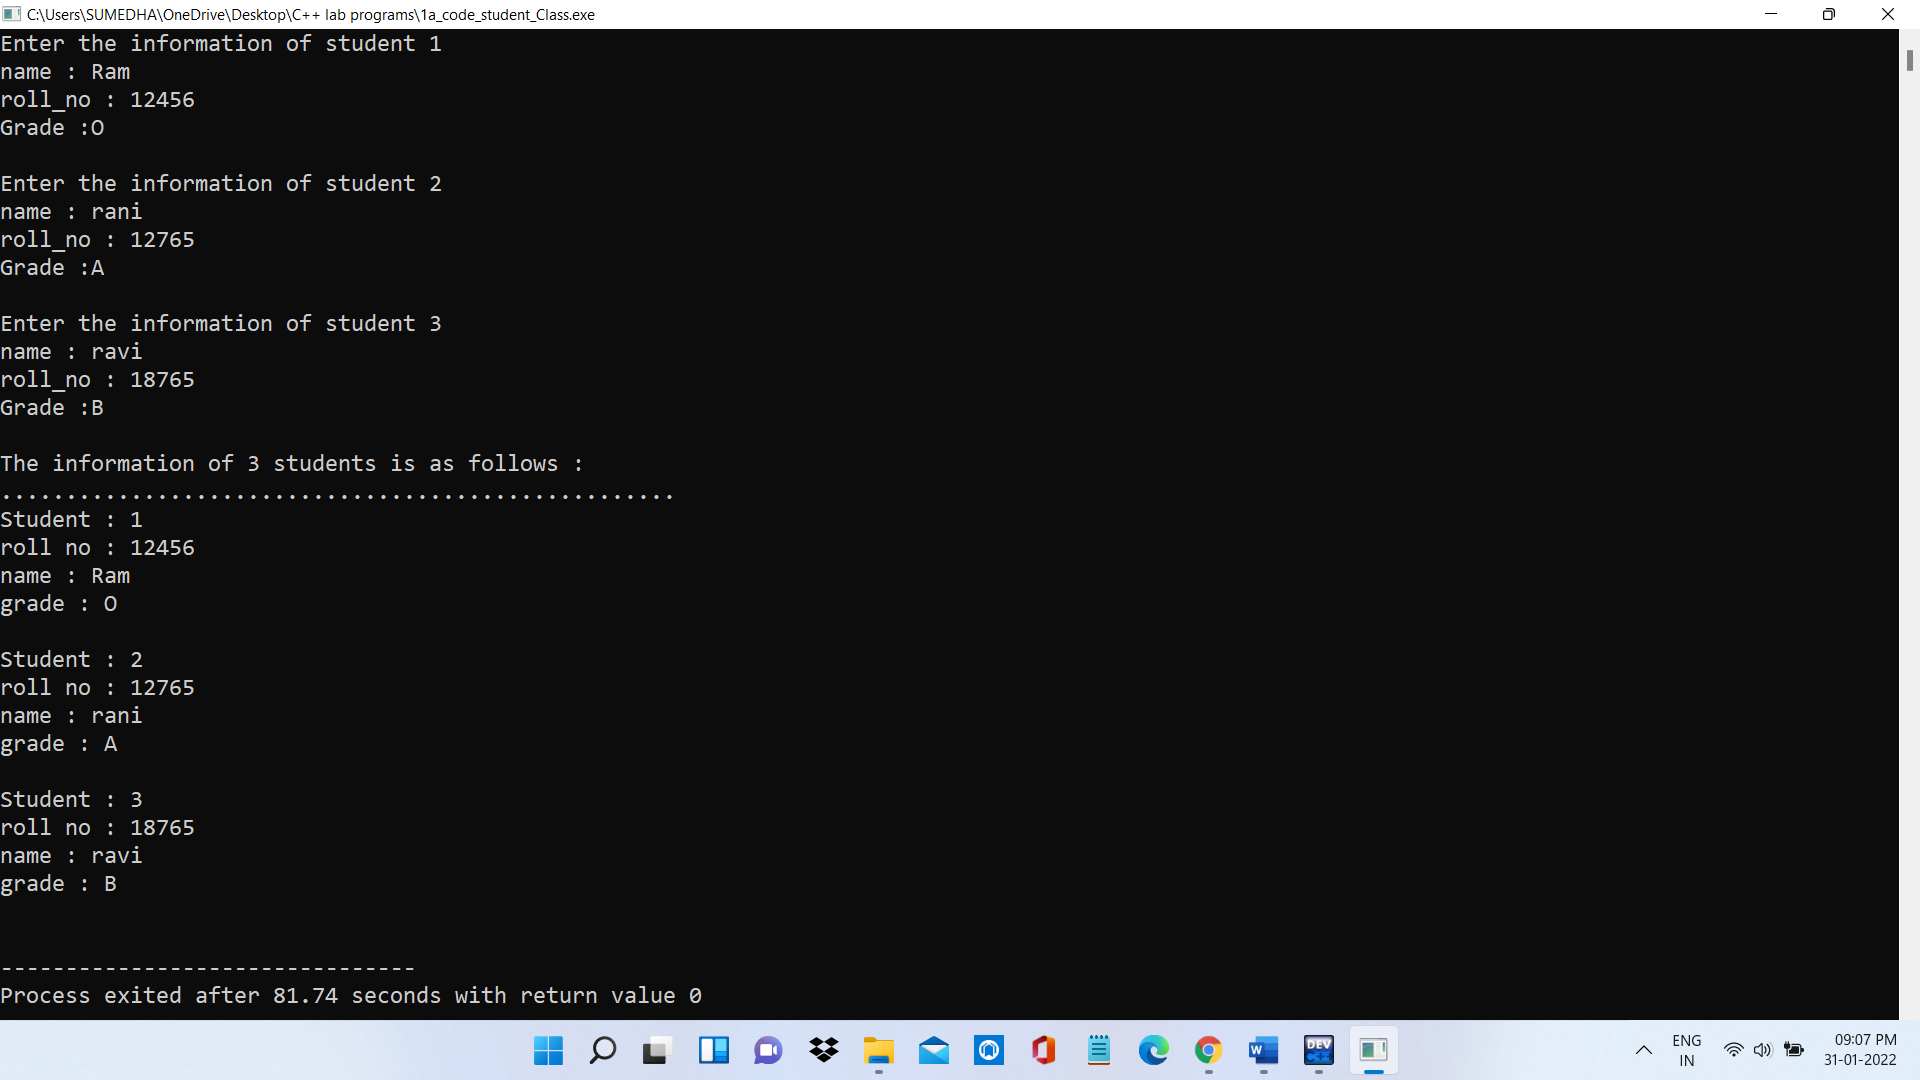 C:\Users\SUMEDHA\OneDrive\Desktop\C++ lab programs\1a_code_student_Class.exe
Enter the information of student 1
name : Ram
roll_no : 12456
Grade :O
Enter the information of student 2
name : rani
roll_no : 12765
Grade :A
Enter the information of student 3
name : ravi
roll_no : 18765
Grade :B
The information of 3 students is as follows :
....................................................
Student : 1
roll no : 12456
name : Ram
grade : O
Student : 2
roll no : 12765
name : rani
grade : A
Student : 3
roll no : 18765
name : ravi
grade : B
--------------------------------
Process exited after 81.74 seconds with return value 0
W
DEV
C++
ENG
IN
09:07 PM
31-01-2022